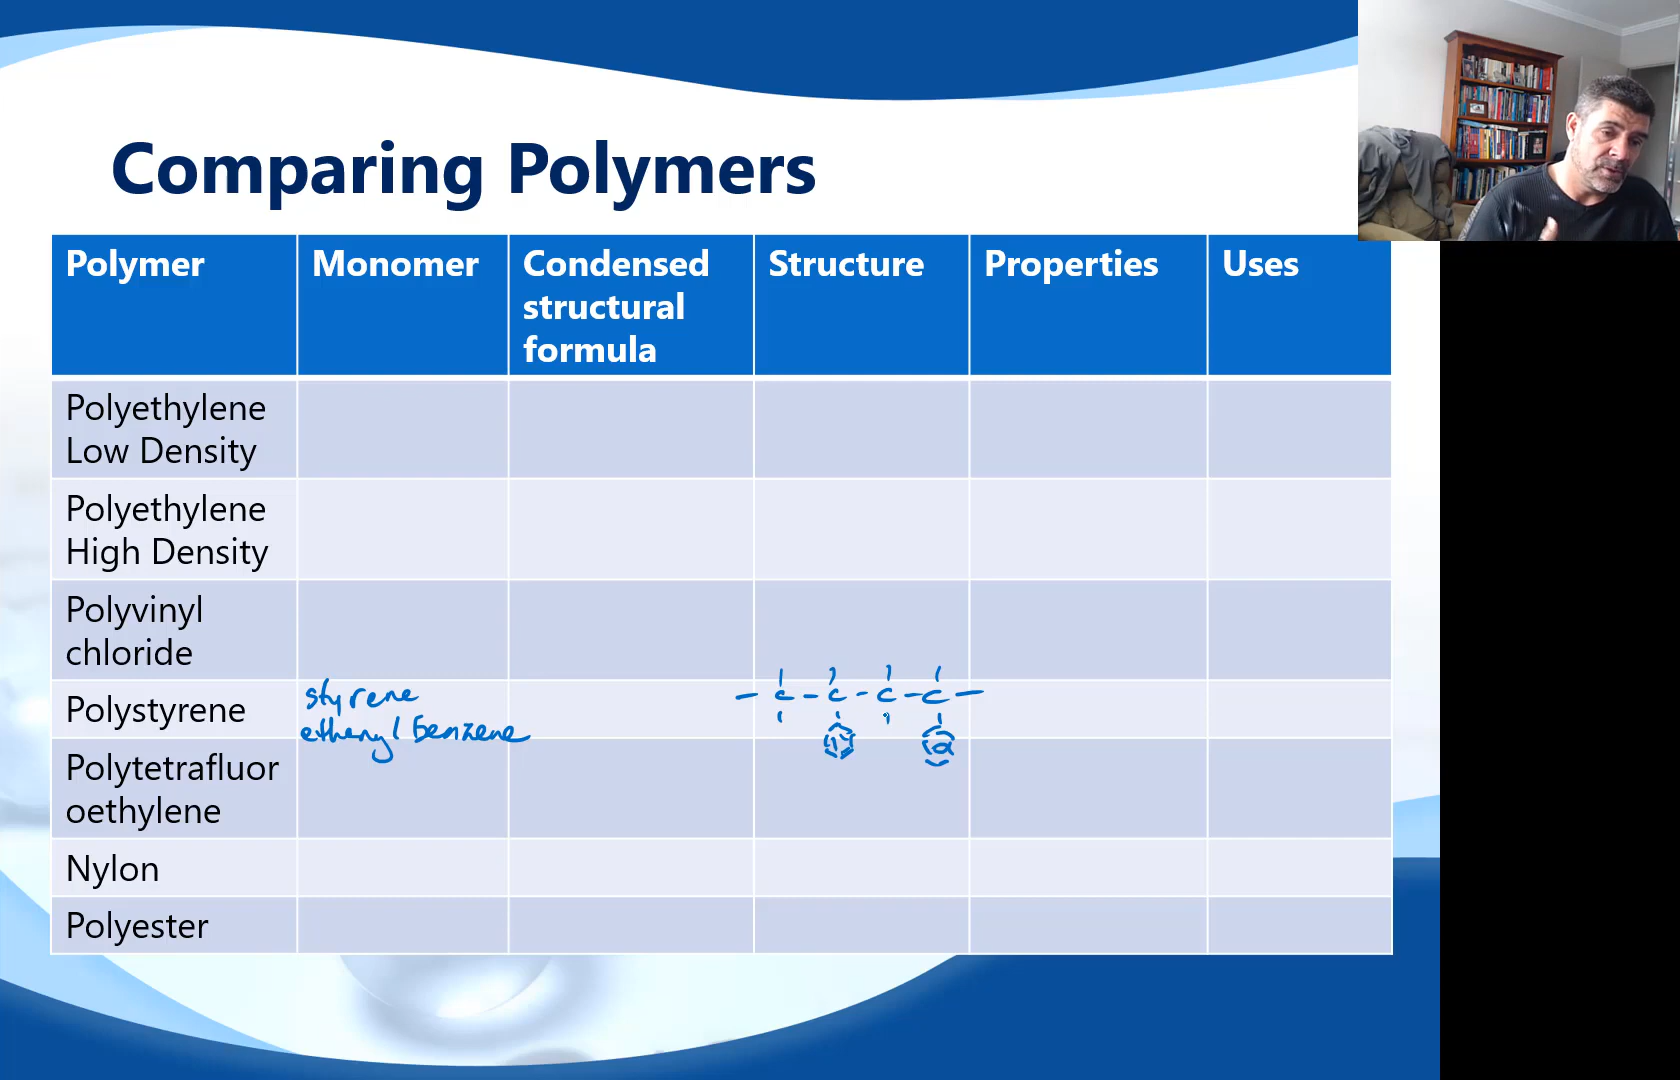 Comparing Polymers
Polymer
Monomer
Condensed
structural
formula
Structure
Properties
Uses
Polyethylene
Low Density
Polyethylene
High Density
Polyvinyl
chloride
Polystyrene
styrene
ethenyl benzene
- C - C - C - C -
Polytetrafluor
oethylene
Nylon
Polyester